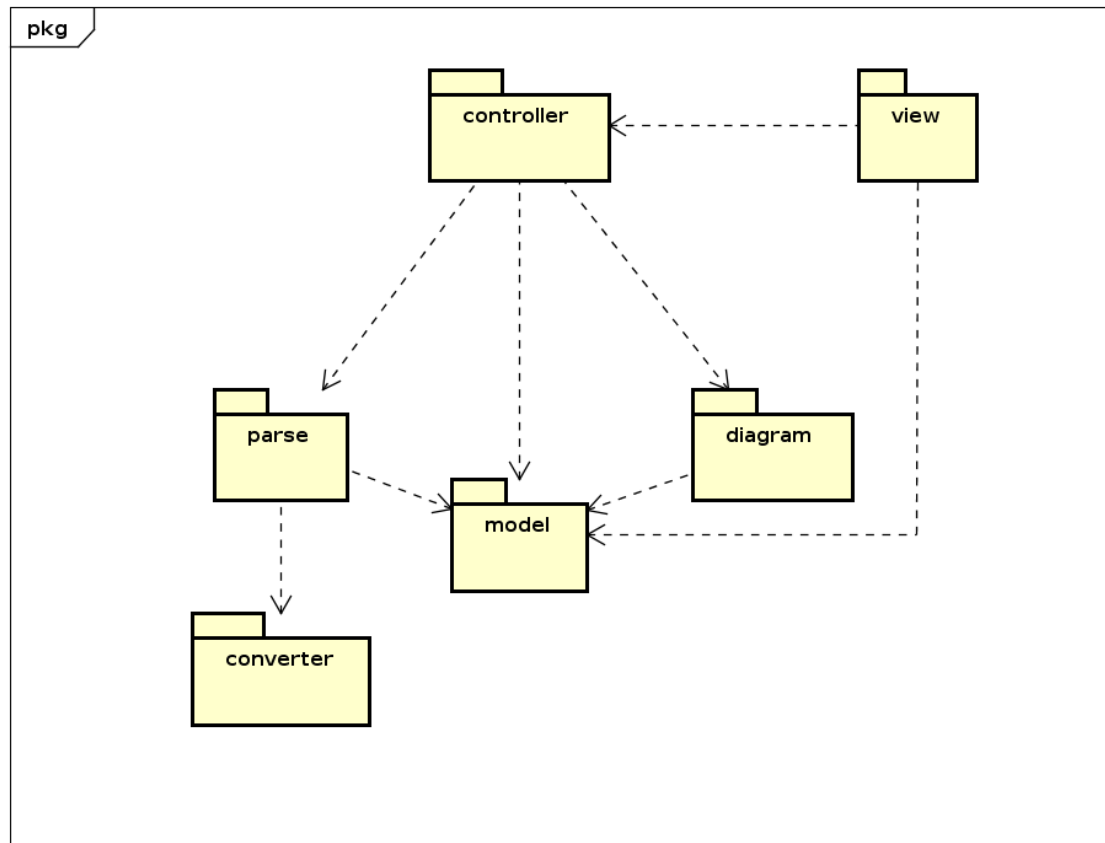 pkg
controller
view
parse
diagram
model
converter